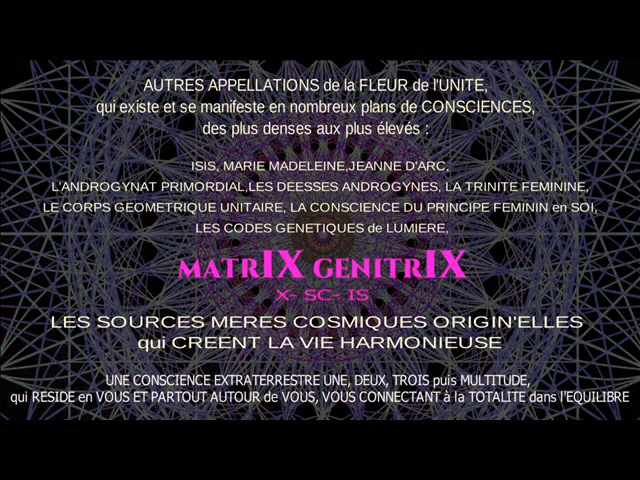 AUTRES APPELLATIONS de la FLEUR de l'UNITE,
qui existe et se manifeste en nombreux plans de CONSCIENCES,
des plus denses aux plus élevés :
ISIS, MARIE MADELEINE,JEANNE D'ARC,
L'ANDROGYNAT PRIMORDIAL,LES DEESSES ANDROGYNES, LA TRINITE FEMININE,
LE CORPS GEOMETRIQUE UNITAIRE, LA CONSCIENCE DU PRINCIPE FEMININ en SOI,
LES CODES GENETIQUES de LUMIERE,
MATRIX GENITRIX
X- SC- IS
LES SOURCES MERES COSMIQUES ORIGIN'ELLES
qui CREENT LA VIE HARMONIEUSE
UNE CONSCIENCE EXTRATERRESTRE UNE, DEUX, TROIS puis MULTITUDE,
qui RESIDE en VOUS ET PARTOUT AUTOUR de VOUS, VOUS CONNECTANT à la TOTALITE dans l'EQUILIBRE